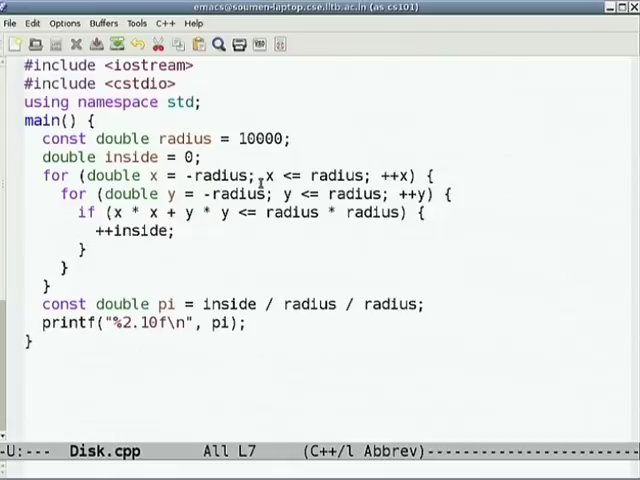 emacs@soumen-laptop.cse.iitb.ac.in (as cs101)
File Edit Options Buffers Tools C++ Help
#include <iostream>
#include <cstdio>
using namespace std;
main() {
const double radius = 10000;
double inside = 0;
for (double x = -radius; x <= radius; ++x) {
for (double y = -radius; y <= radius; ++y) {
if (x * x + y * y <= radius * radius) {
++inside;
}
}
}
const double pi = inside / radius / radius;
printf("%2.10f\n", pi);
}
-U:--- Disk.cpp All L7 (C++/l Abbrev)------------------------